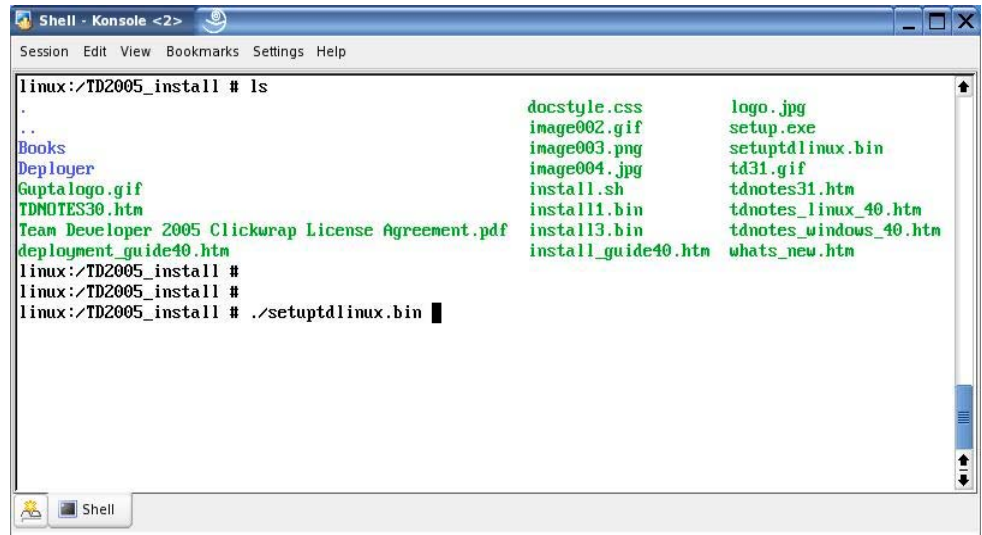 Shell - Konsole <2>
Session Edit View Bookmarks Settings Help
linux:/TD2005_install # ls
. docstyle.css logo.jpg
.. image002.gif setup.exe
Books image003.png setuptdlinux.bin
Deployer image004.jpg td31.gif
Guptalogo.gif install.sh tdnotes31.htm
TDNOTES30.htm install1.bin tdnotes_linux_40.htm
Team Developer 2005 Clickwrap License Agreement.pdf install3.bin tdnotes_windows_40.htm
deployment_guide40.htm install_guide40.htm whats_new.htm
linux:/TD2005_install #
linux:/TD2005_install #
linux:/TD2005_install # ./setuptdlinux.bin
Shell